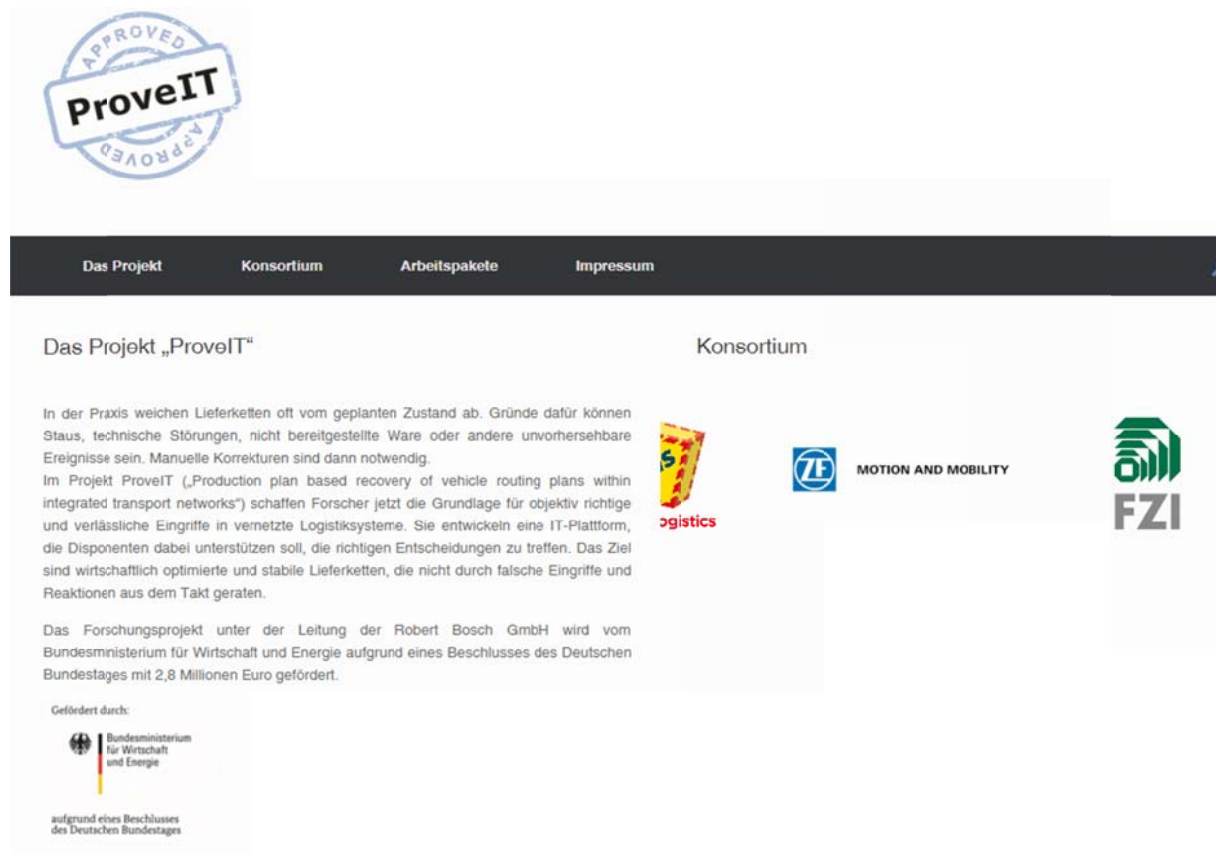 APPROVED
ProveIT
APPROVED
Das Projekt
Konsortium
Arbeitspakete
Impressum
Das Projekt „ProveIT“
In der Praxis weichen Lieferketten oft vom geplanten Zustand ab. Gründe dafür können
Staus, technische Störungen, nicht bereitgestellte Ware oder andere unvorhersehbare
Ereignisse sein. Manuelle Korrekturen sind dann notwendig.
Im Projekt ProveIT („Production plan based recovery of vehicle routing plans within
integrated transport networks“) schaffen Forscher jetzt die Grundlage für objektiv richtige
und verlässliche Eingriffe in vernetzte Logistiksysteme. Sie entwickeln eine IT-Plattform,
die Disponenten dabei unterstützen soll, die richtigen Entscheidungen zu treffen. Das Ziel
sind wirtschaftlich optimierte und stabile Lieferketten, die nicht durch falsche Eingriffe und
Reaktionen aus dem Takt geraten.
Das Forschungsprojekt unter der Leitung der Robert Bosch GmbH wird vom
Bundesministerium für Wirtschaft und Energie aufgrund eines Beschlusses des Deutschen
Bundestages mit 2,8 Millionen Euro gefördert.
Gefördert durch:
Bundesministerium
für Wirtschaft
und Energie
aufgrund eines Beschlusses
des Deutschen Bundestages
Konsortium
ogistics
ZF
MOTION AND MOBILITY
FZI